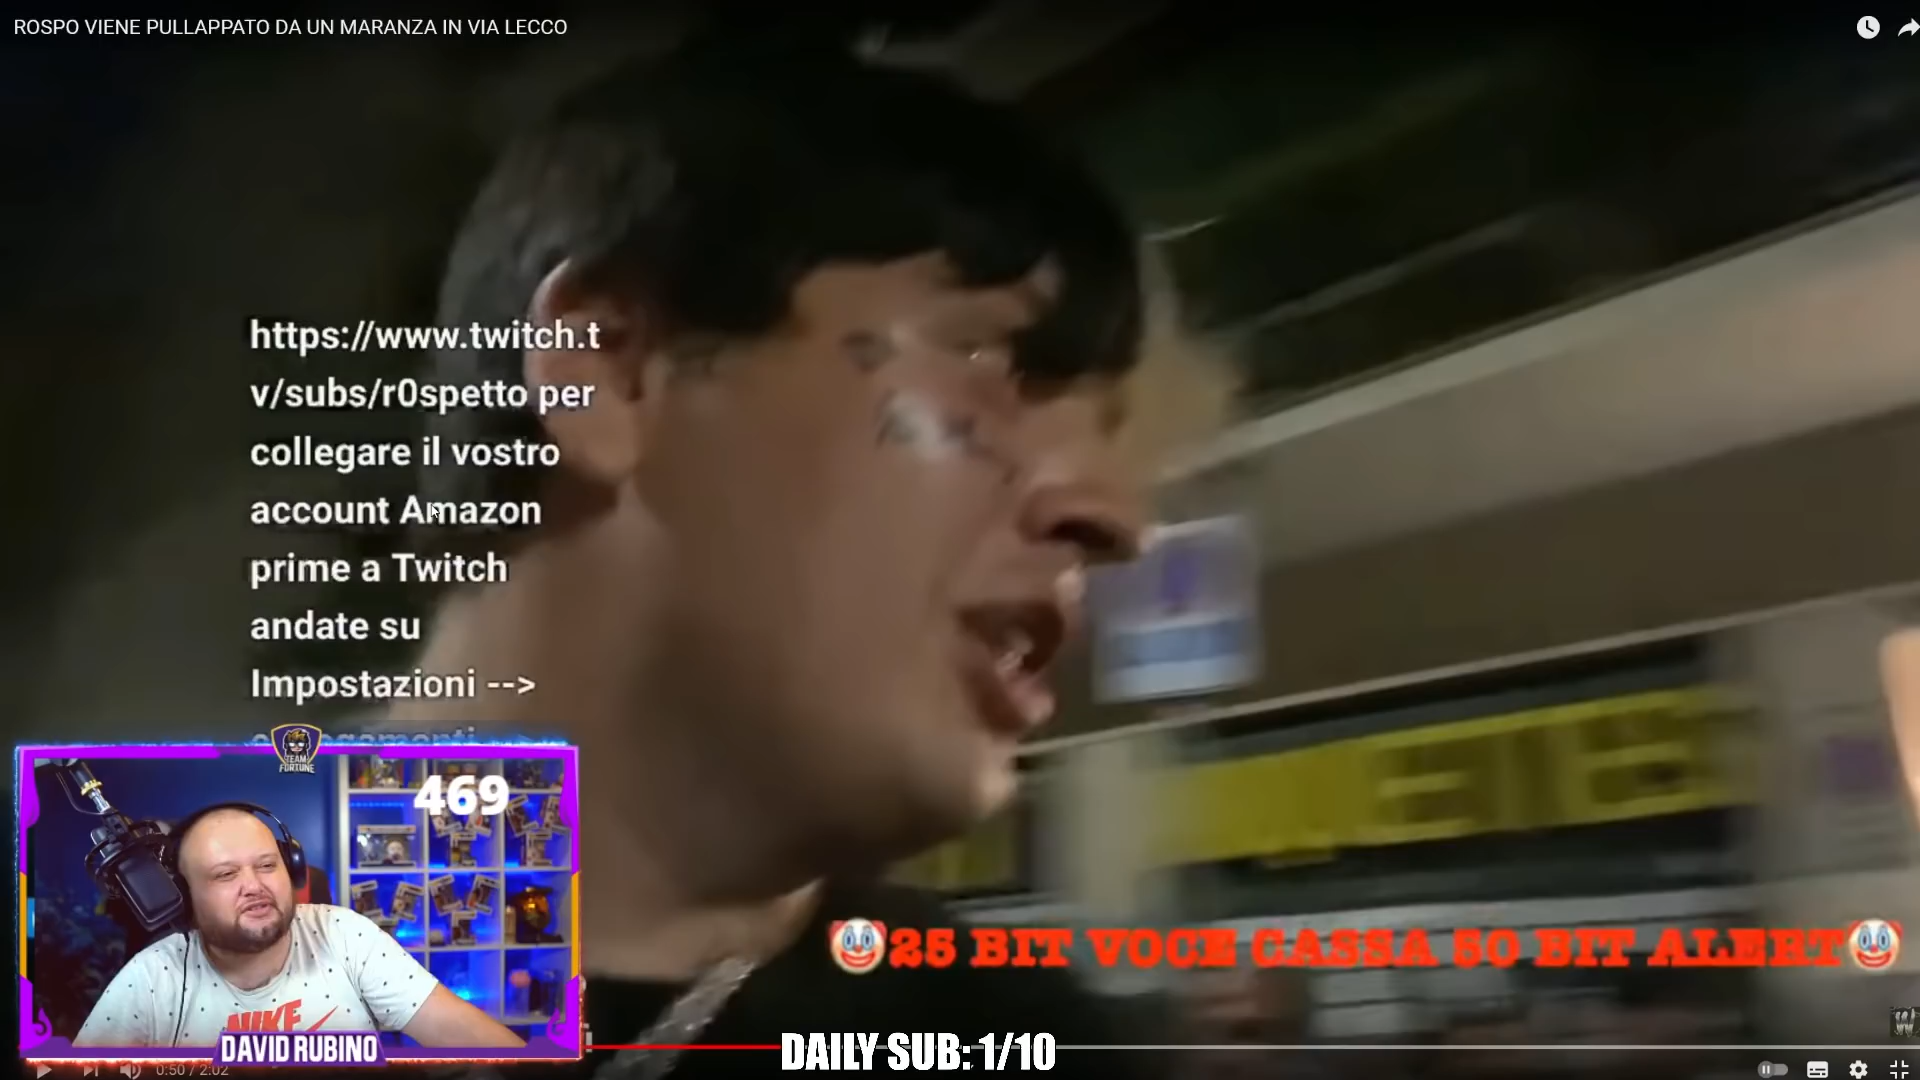 ROSPO VIENE PULLAPPATO DA UN MARANZA IN VIA LECCO
https://www.twitch.t
v/subs/r0spetto per
collegare il vostro
account Amazon
prime a Twitch
andate su
Impostazioni -->
TEAM
FORTUNE
469
NIKE
DAVID RUBINO
🤡25 BIT VOCE CASSA 50 BIT ALERT🤡
DAILY SUB: 1/10
0:50 / 2:02
W